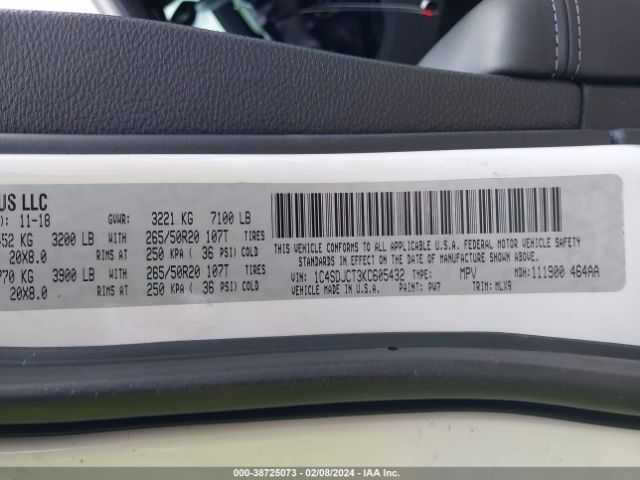 US LLC
): 11-18
GVWR: 3221 KG 7100 LB
452 KG 3200 LB WITH 265/50R20 107T TIRES
20X8.0 RIMS AT 250 KPA ( 36 PSI) COLD
770 KG 3900 LB WITH 265/50R20 107T TIRES
20X8.0 RIMS AT 250 KPA ( 36 PSI) COLD
THIS VEHICLE CONFORMS TO ALL APPLICABLE U.S.A. FEDERAL MOTOR VEHICLE SAFETY
STANDARDS IN EFFECT ON THE DATE OF MANUFACTURE SHOWN ABOVE.
VIN: 1C4SDJCT3KC605432 TYPE: MPV MDH: 111900 464AA
VEHICLE MADE IN U.S.A. PAINT: PW7 TRIM: MLX9
000-38725073 - 02/08/2024 - IAA Inc.